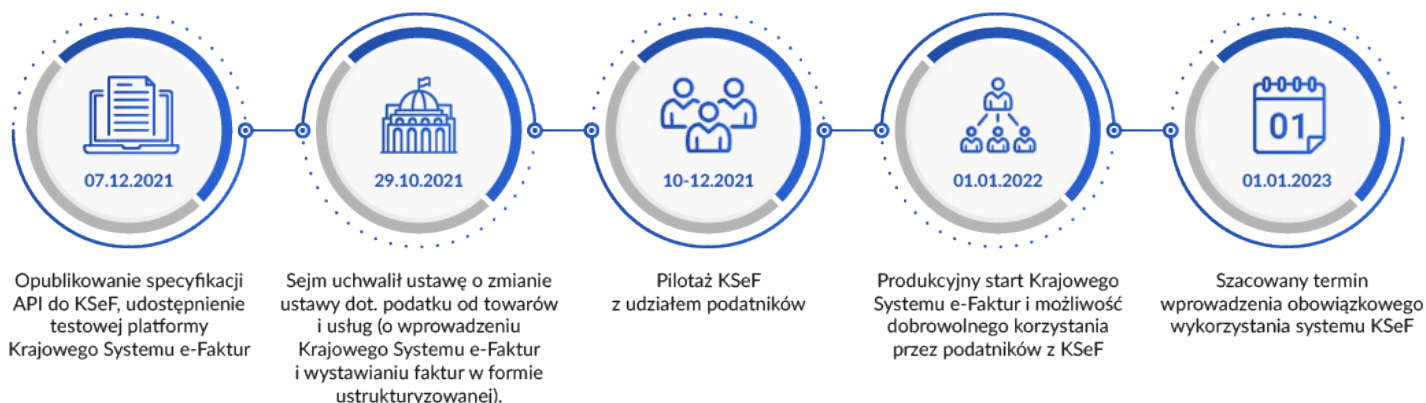 07.12.2021
Opublikowanie specyfikacji
API do KSeF, udostępnienie
testowej platformy
Krajowego Systemu e-Faktur
29.10.2021
Sejm uchwalił ustawę o zmianie
ustawy dot. podatku od towarów
i usług (o wprowadzeniu
Krajowego Systemu e-Faktur
i wystawianiu faktur w formie
ustrukturyzowanej).
10-12.2021
Pilotaż KSeF
z udziałem podatników
01.01.2022
Produkcyjny start Krajowego
Systemu e-Faktur i możliwość
dobrowolnego korzystania
przez podatników z KSeF
01
01.01.2023
Szacowany termin
wprowadzenia obowiązkowego
wykorzystania systemu KSeF